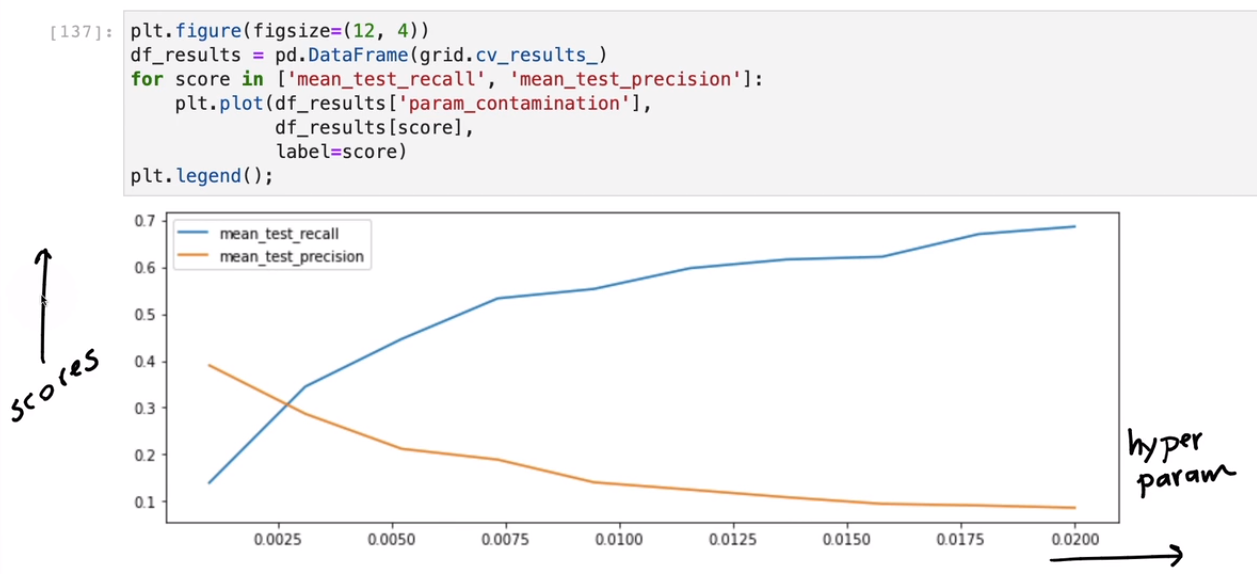 [137]: plt.figure(figsize=(12, 4))
df_results = pd.DataFrame(grid.cv_results_)
for score in ['mean_test_recall', 'mean_test_precision']:
    plt.plot(df_results['param_contamination'],
             df_results[score],
             label=score)
plt.legend();
mean_test_recall
mean_test_precision
0.7
0.6
0.5
0.4
0.3
0.2
0.1
scores
0.0025 0.0050 0.0075 0.0100 0.0125 0.0150 0.0175 0.0200
hyper
param